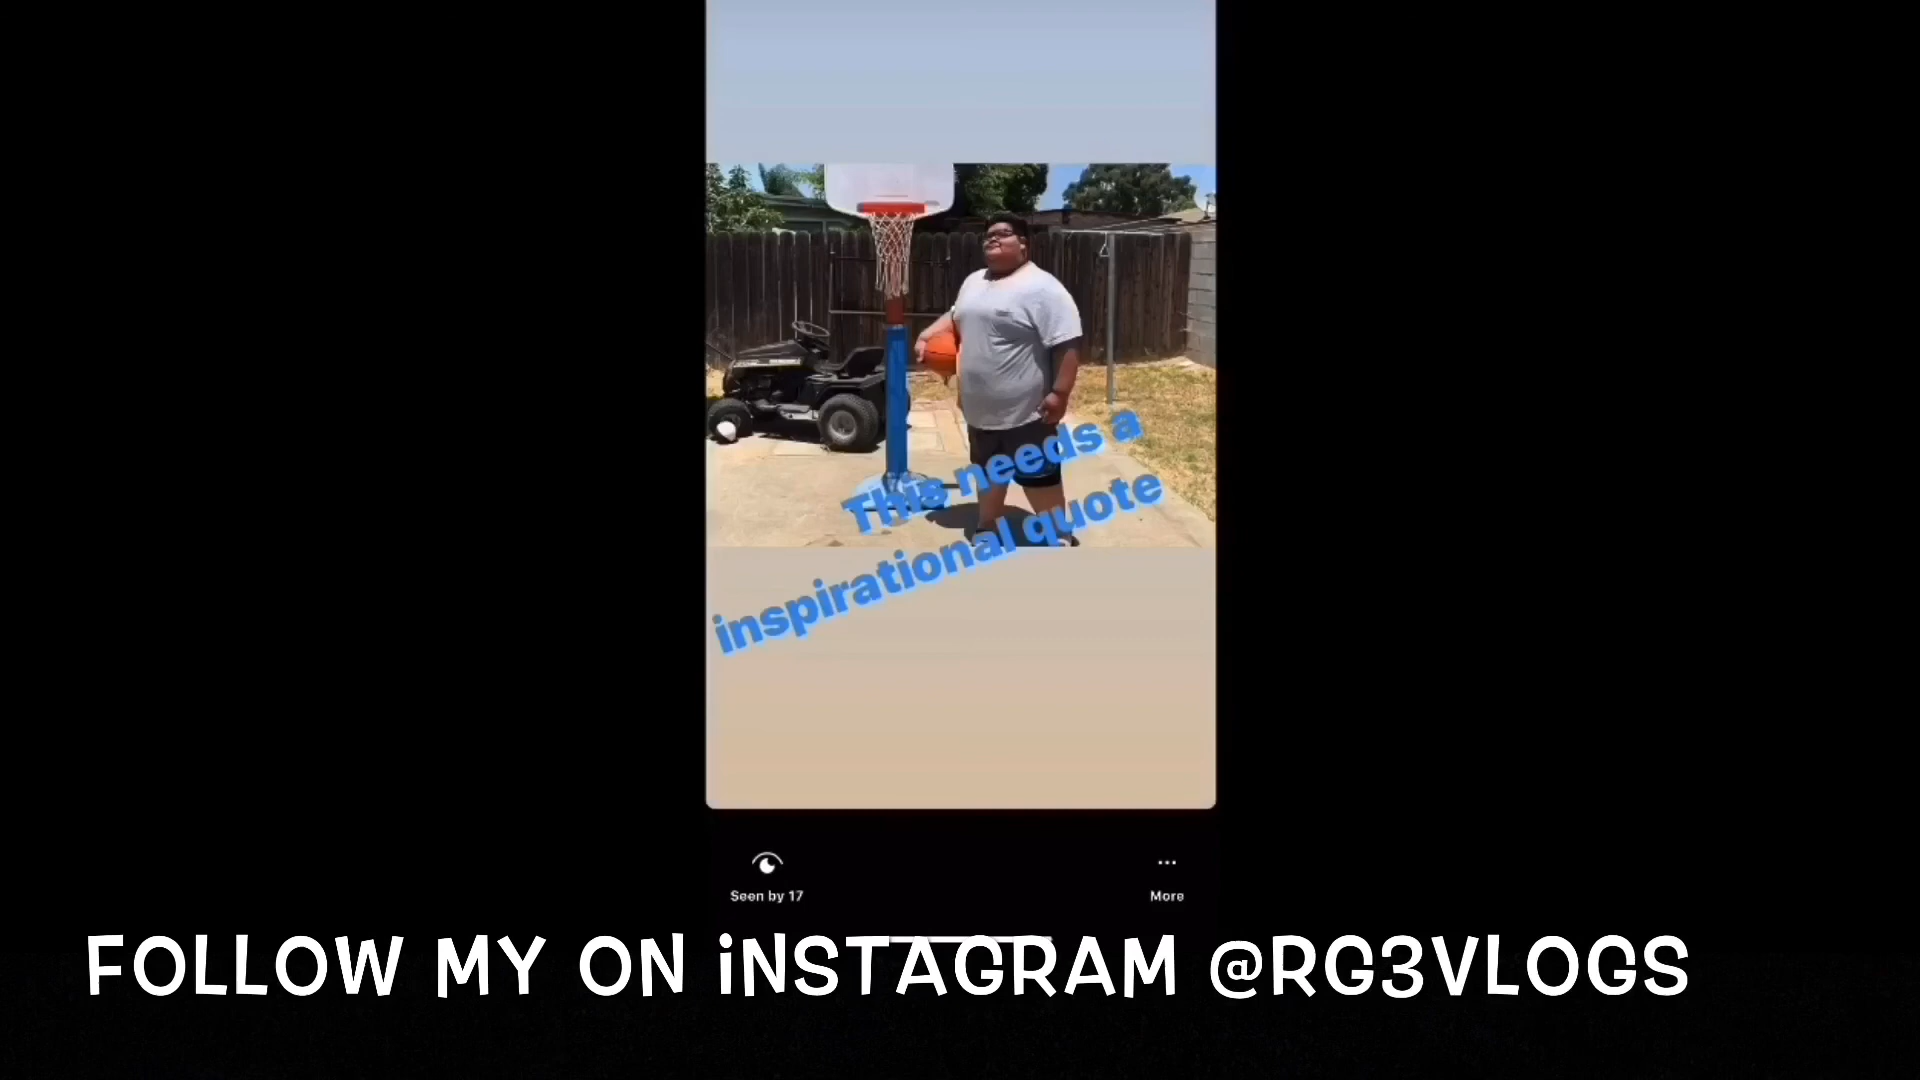 This needs a
inspirational quote
Seen by 17
More
FOLLOW MY ON iNSTAGRAM @RG3VLOGS